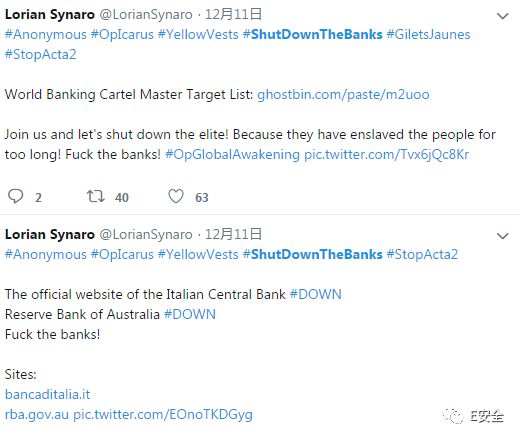 Lorian Synaro @LorianSynaro · 12月11日
#Anonymous #OpIcarus #YellowVests #ShutDownTheBanks #GiletsJaunes
#StopActa2
World Banking Cartel Master Target List: ghostbin.com/paste/m2uoo
Join us and let's shut down the elite! Because they have enslaved the people for
too long! Fuck the banks! #OpGlobalAwakening pic.twitter.com/Tvx6jQc8Kr
2 40 63
Lorian Synaro @LorianSynaro · 12月11日
#Anonymous #OpIcarus #YellowVests #ShutDownTheBanks #StopActa2
The official website of the Italian Central Bank #DOWN
Reserve Bank of Australia #DOWN
Fuck the banks!
Sites:
bancaditalia.it
rba.gov.au pic.twitter.com/EOnoTKDGyg
E安全